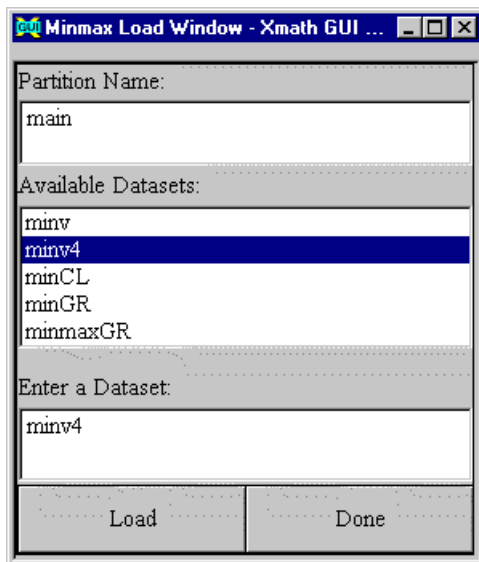 GUI Minmax Load Window - Xmath GUI ...
Partition Name:
main
Available Datasets:
minv
minv4
minCL
minGR
minmaxGR
Enter a Dataset:
minv4
Load Done